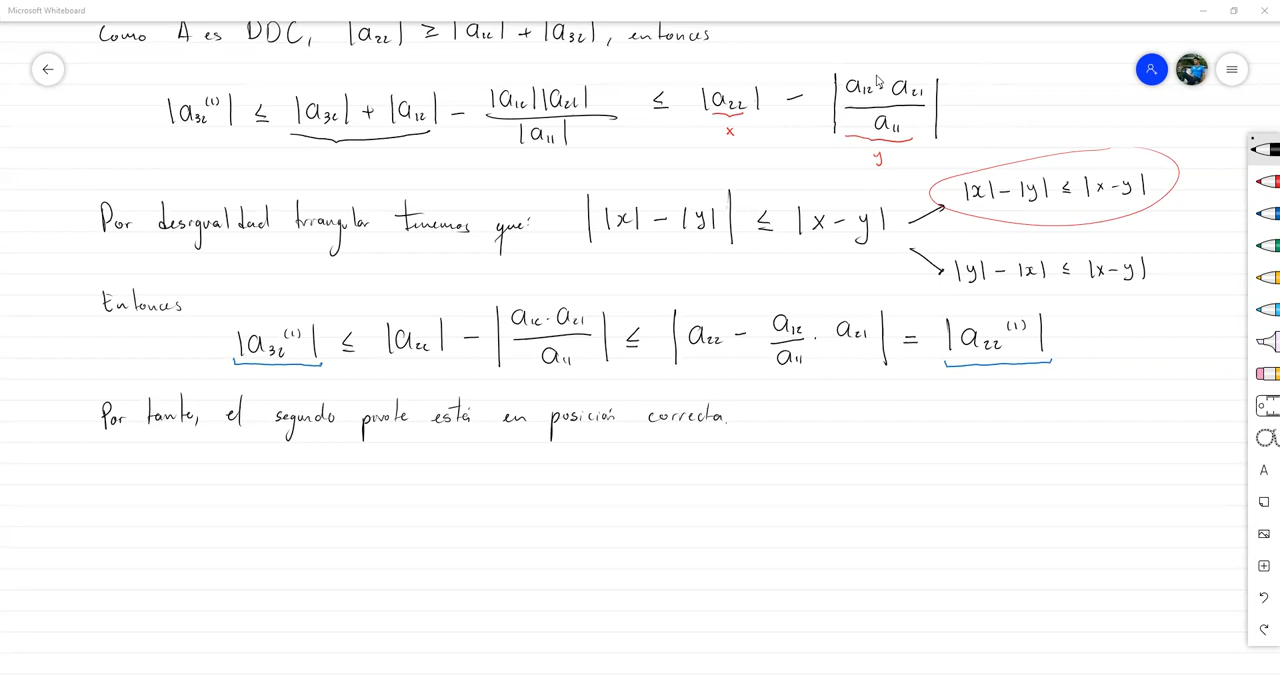 Microsoft Whiteboard
Como A es DDC, |a₂₂| ≥ |a₁₂| + |a₃₂|, entonces
|a₃₂⁽¹⁾| ≤ |a₃₂| + |a₁₂| - |a₁₂||a₂₁| / |a₁₁| ≤ |a₂₂| - |a₁₂ · a₂₁ / a₁₁|
x
y
|x| - |y| ≤ |x-y|
Por desigualdad triangular tenemos que: ||x| - |y|| ≤ |x - y|
|y| - |x| ≤ |x-y|
Entonces
|a₃₂⁽¹⁾| ≤ |a₂₂| - |a₁₂ · a₂₁ / a₁₁| ≤ |a₂₂ - a₁₂ / a₁₁ · a₂₁| = |a₂₂⁽¹⁾|
Por tanto, el segundo pivote está en posición correcta.
A